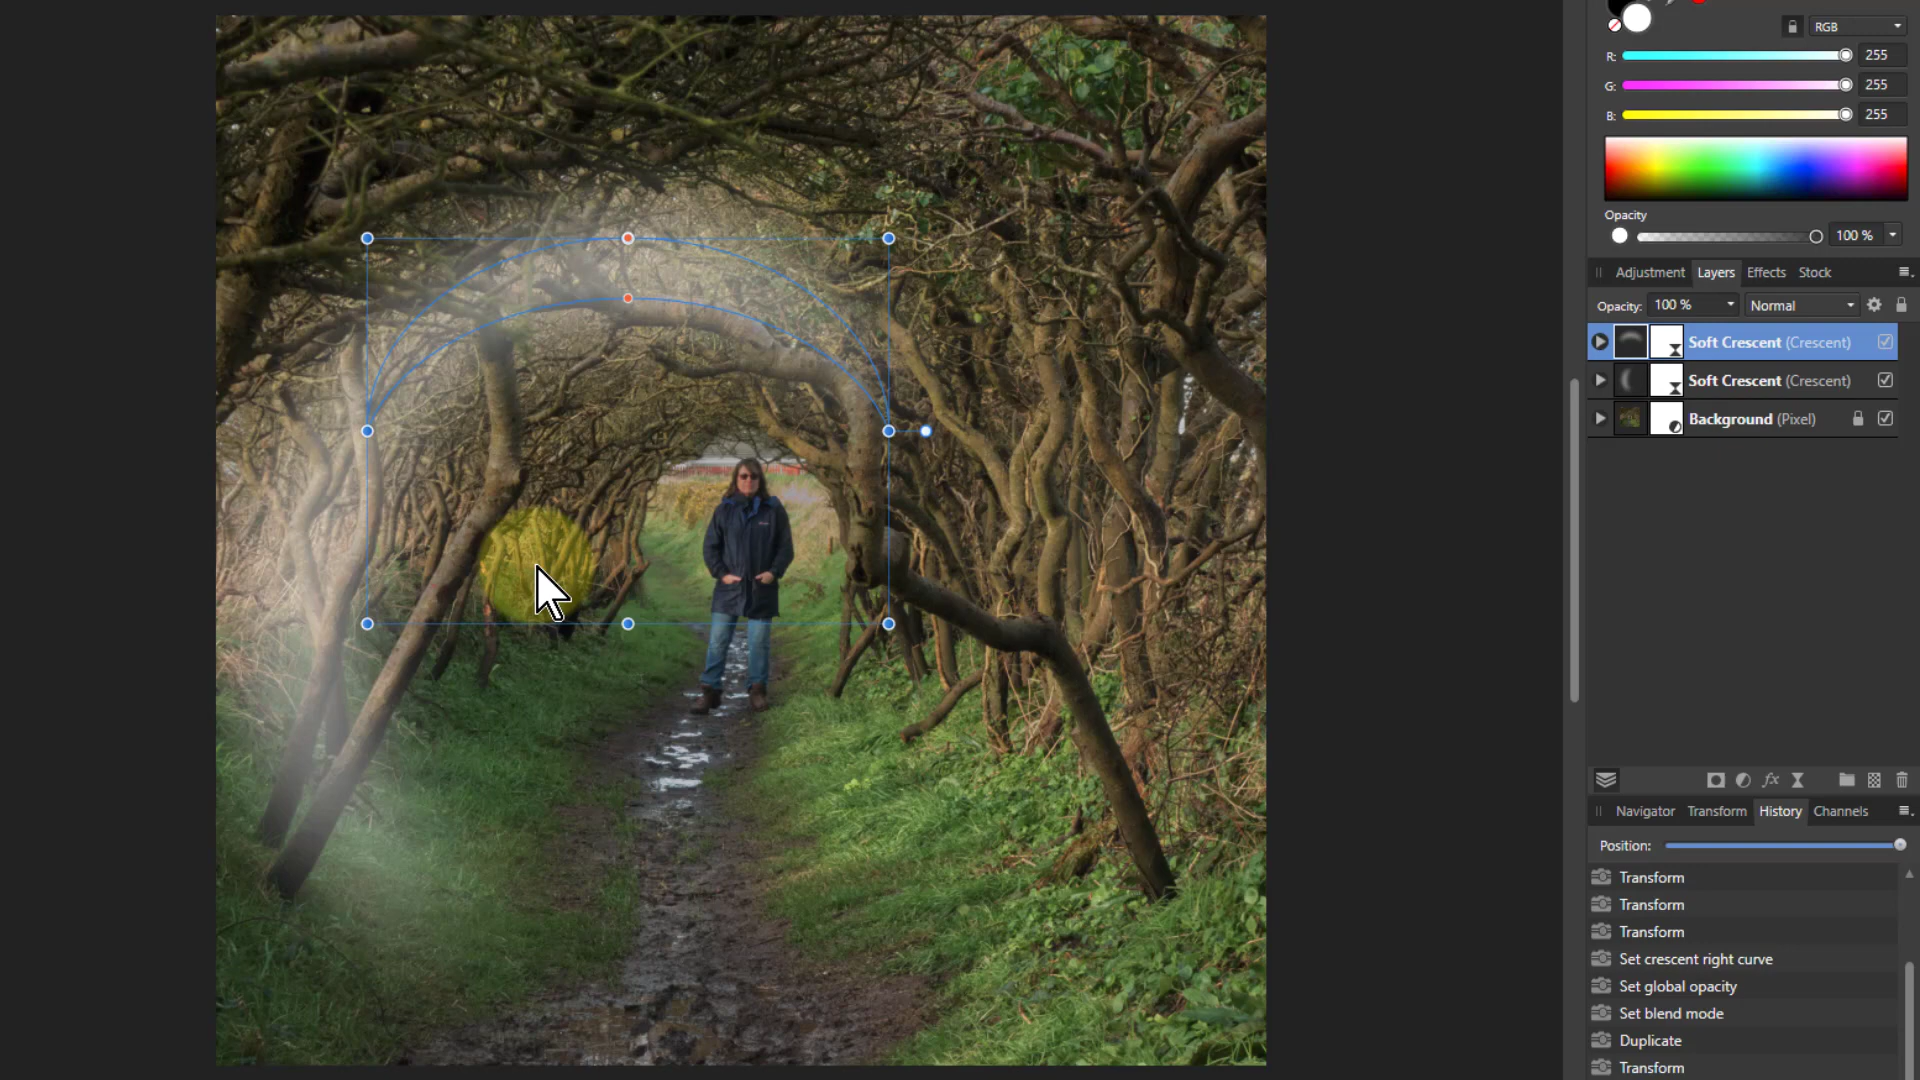 RGB
R: 255
G: 255
B: 255
Opacity
100 %
Adjustment Layers Effects Stock
Opacity: 100 % Normal
Soft Crescent (Crescent)
Soft Crescent (Crescent)
Background (Pixel)
fx
Navigator Transform History Channels
Position:
Transform
Transform
Transform
Set crescent right curve
Set global opacity
Set blend mode
Duplicate
Transform